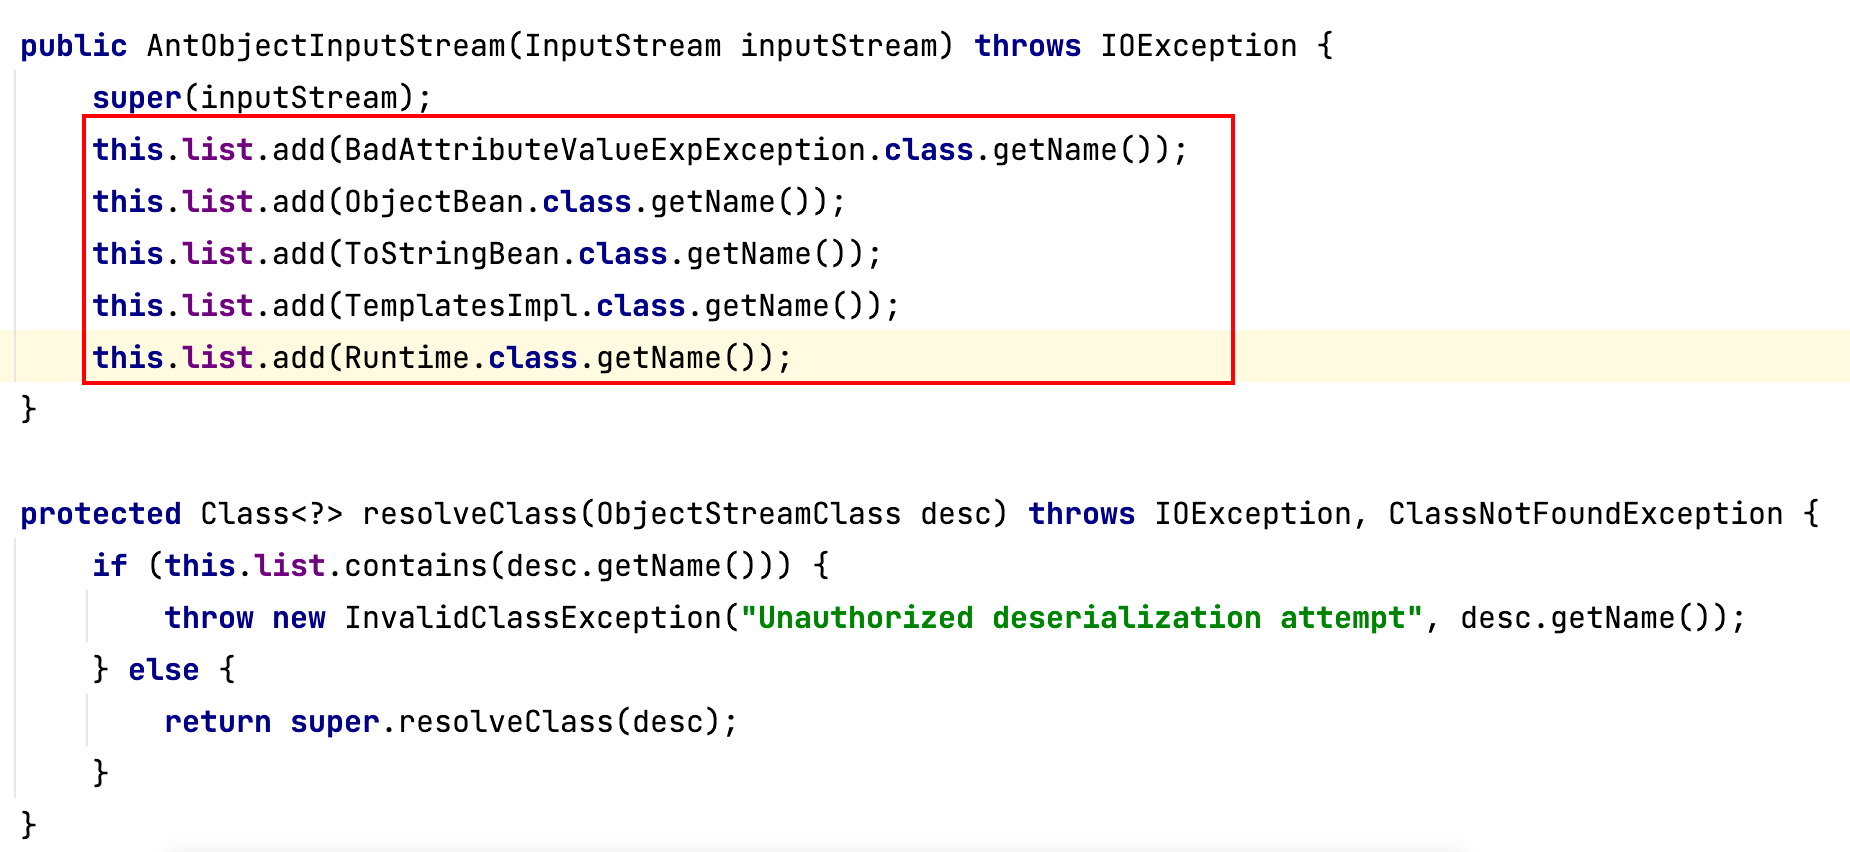 public AntObjectInputStream(InputStream inputStream) throws IOException {
    super(inputStream);
    this.list.add(BadAttributeValueExpException.class.getName());
    this.list.add(ObjectBean.class.getName());
    this.list.add(ToStringBean.class.getName());
    this.list.add(TemplatesImpl.class.getName());
    this.list.add(Runtime.class.getName());
}
protected Class<?> resolveClass(ObjectStreamClass desc) throws IOException, ClassNotFoundException {
    if (this.list.contains(desc.getName())) {
        throw new InvalidClassException("Unauthorized deserialization attempt", desc.getName());
    } else {
        return super.resolveClass(desc);
    }
}